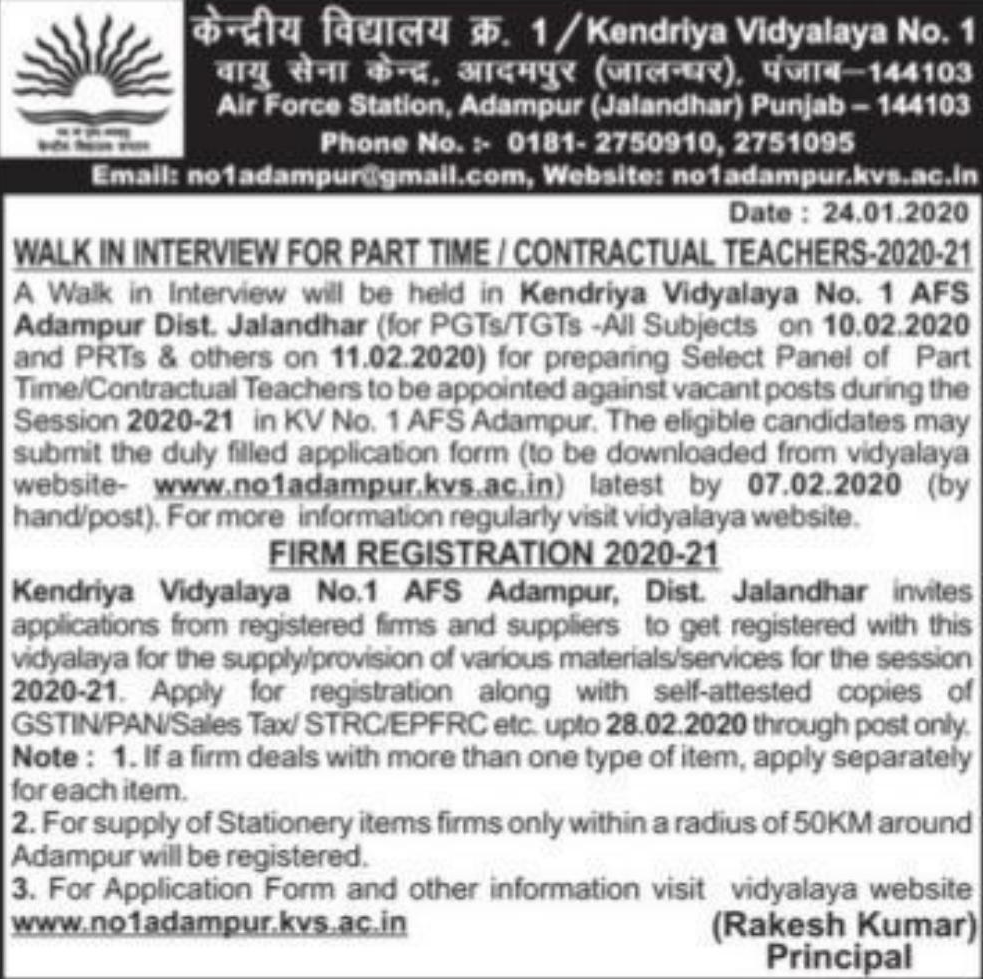 केन्द्रीय विद्यालय क्र. 1 / Kendriya Vidyalaya No. 1
वायु सेना केन्द्र, आदमपुर (जालन्धर), पंजाब–144103
Air Force Station, Adampur (Jalandhar) Punjab – 144103
Phone No. :- 0181- 2750910, 2751095
Email: no1adampur@gmail.com, Website: no1adampur.kvs.ac.in
केन्द्रीय विद्यालय संगठन
Date : 24.01.2020
WALK IN INTERVIEW FOR PART TIME / CONTRACTUAL TEACHERS-2020-21
A Walk in Interview will be held in Kendriya Vidyalaya No. 1 AFS
Adampur Dist. Jalandhar (for PGTs/TGTs -All Subjects on 10.02.2020
and PRTs & others on 11.02.2020) for preparing Select Panel of Part
Time/Contractual Teachers to be appointed against vacant posts during the
Session 2020-21 in KV No. 1 AFS Adampur. The eligible candidates may
submit the duly filled application form (to be downloaded from vidyalaya
website- www.no1adampur.kvs.ac.in) latest by 07.02.2020 (by
hand/post). For more information regularly visit vidyalaya website.
FIRM REGISTRATION 2020-21
Kendriya Vidyalaya No.1 AFS Adampur, Dist. Jalandhar invites
applications from registered firms and suppliers to get registered with this
vidyalaya for the supply/provision of various materials/services for the session
2020-21. Apply for registration along with self-attested copies of
GSTIN/PAN/Sales Tax/ STRC/EPFRC etc. upto 28.02.2020 through post only.
Note : 1. If a firm deals with more than one type of item, apply separately
for each item.
2. For supply of Stationery items firms only within a radius of 50KM around
Adampur will be registered.
3. For Application Form and other information visit vidyalaya website
www.no1adampur.kvs.ac.in
(Rakesh Kumar)
Principal